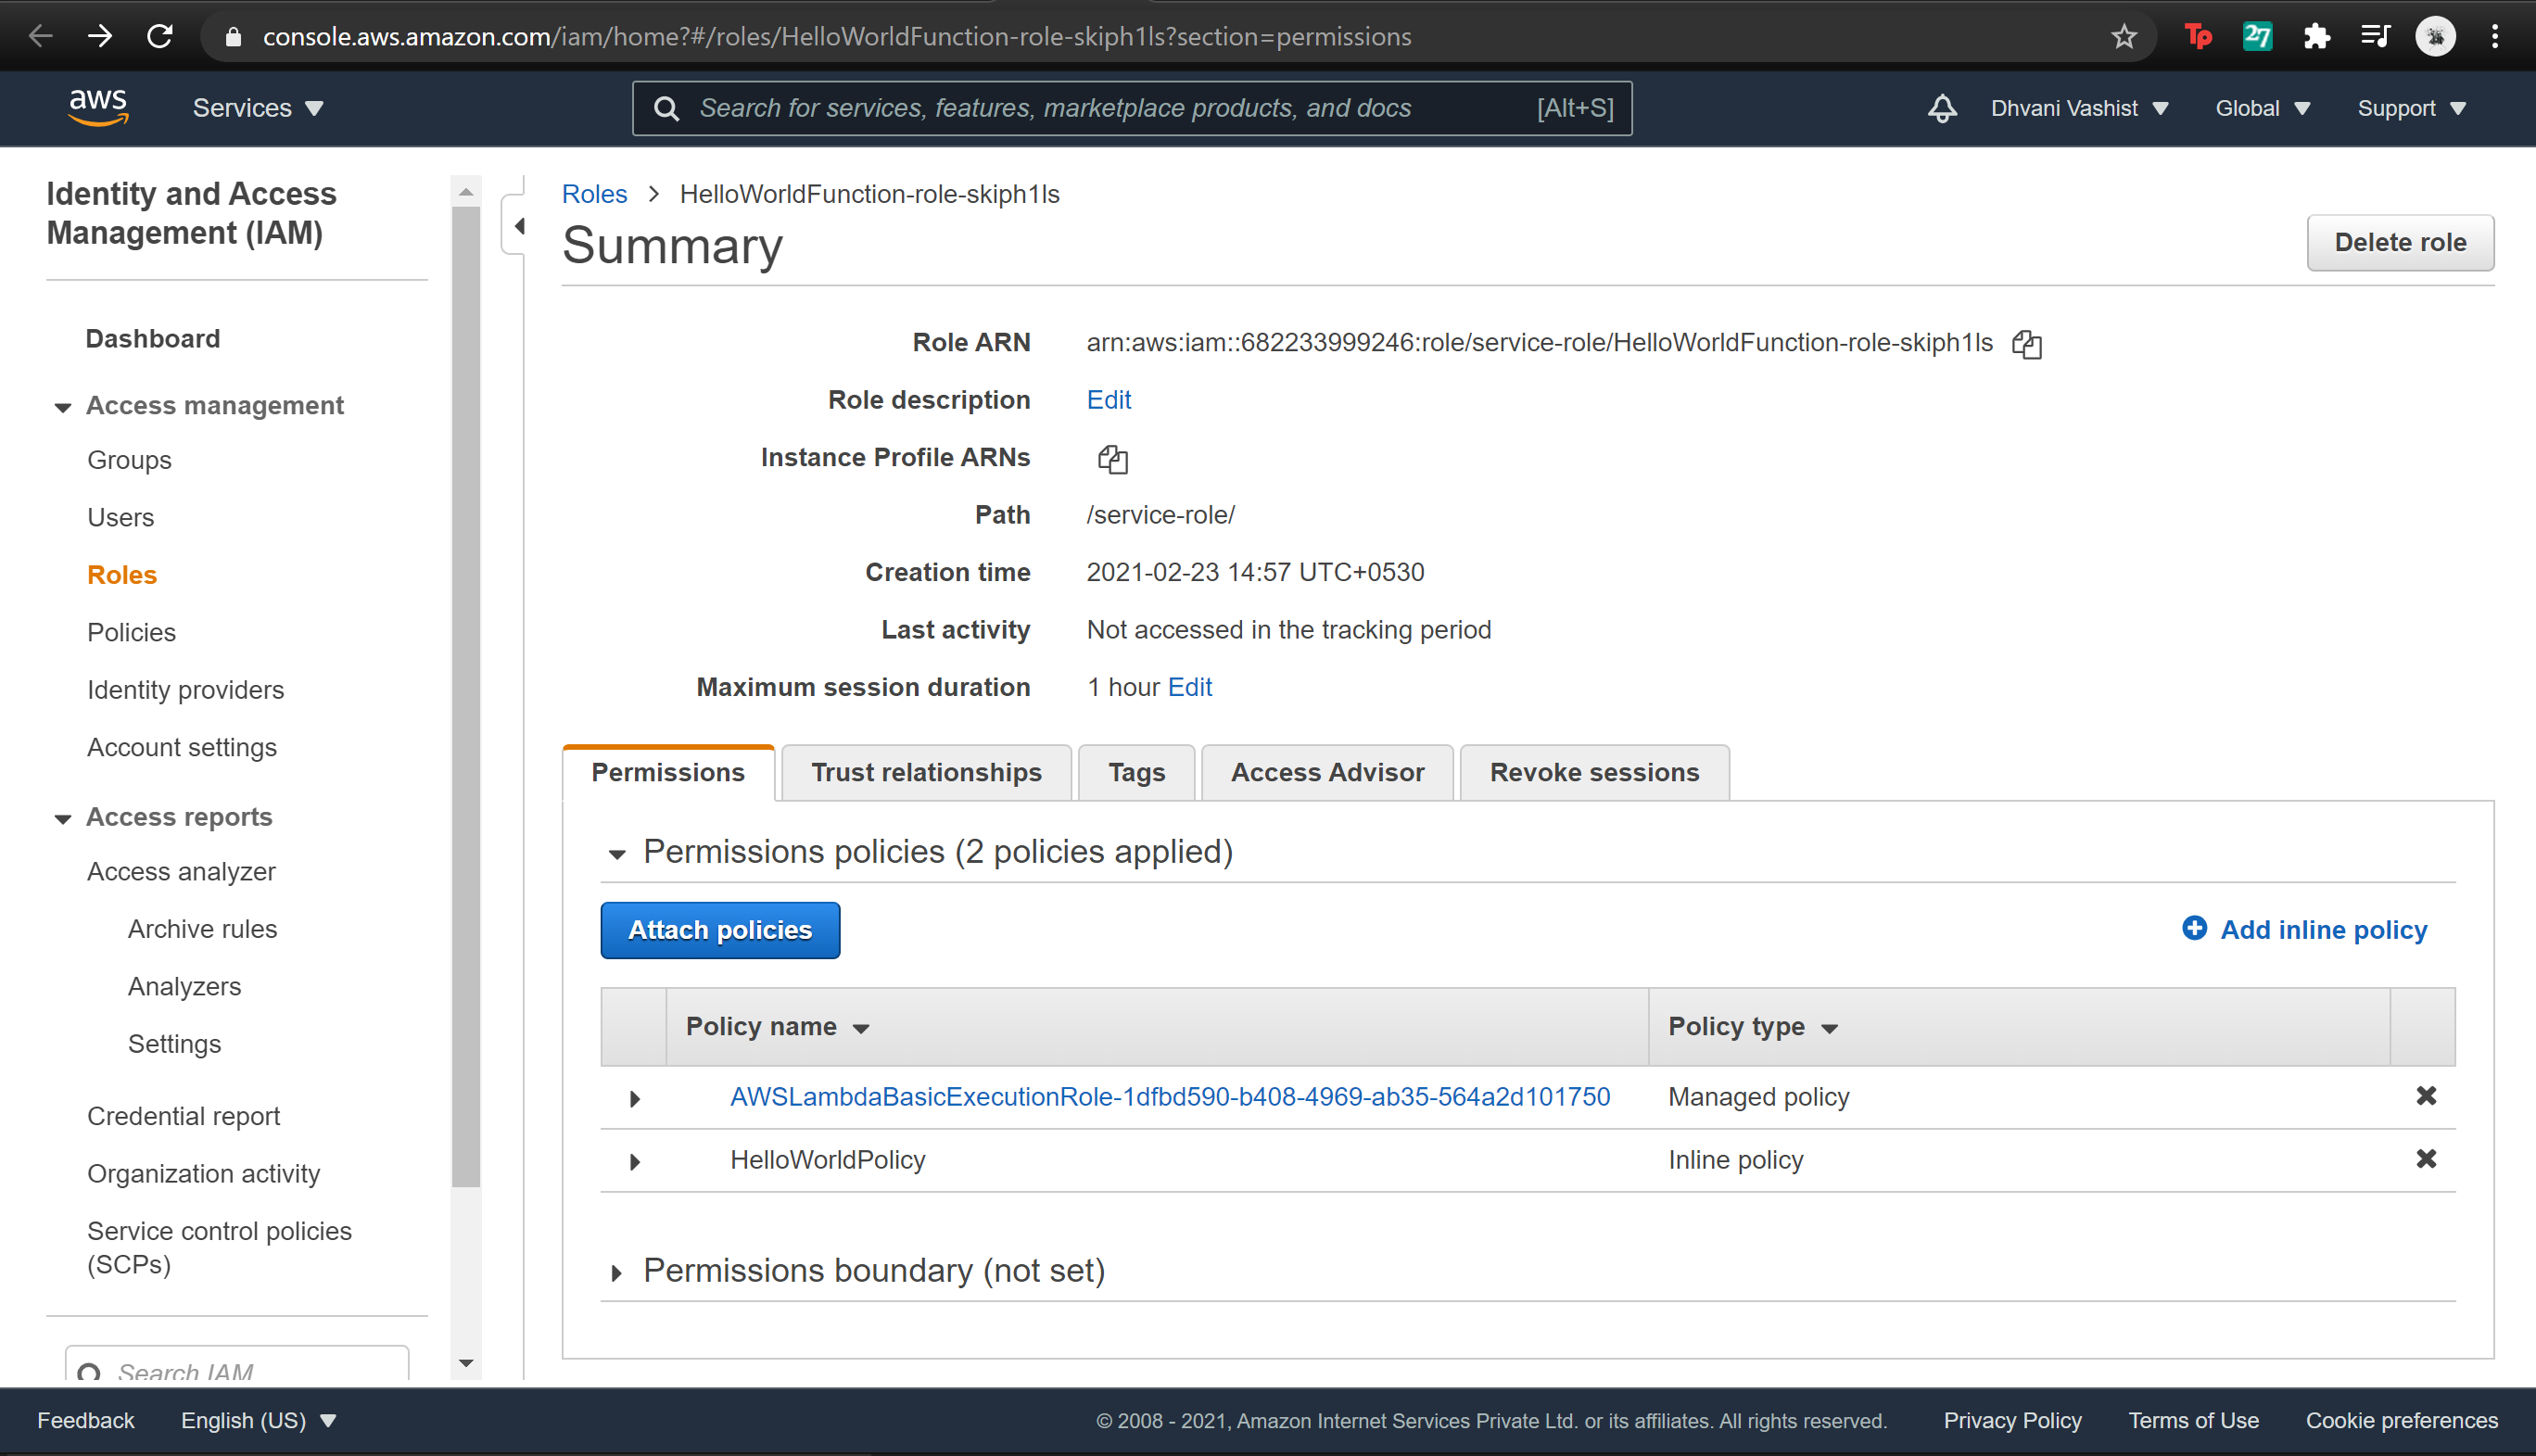 console.aws.amazon.com/iam/home?#/roles/HelloWorldFunction-role-skiph1ls?section=permissions
Tp
27
aws
Services
Search for services, features, marketplace products, and docs [Alt+S]
Dhvani Vashist
Global
Support
Identity and Access
Management (IAM)
Dashboard
Access management
Groups
Users
Roles
Policies
Identity providers
Account settings
Access reports
Access analyzer
Archive rules
Analyzers
Settings
Credential report
Organization activity
Service control policies
(SCPs)
Search IAM
Roles > HelloWorldFunction-role-skiph1ls
Summary
Delete role
Role ARN arn:aws:iam::682233999246:role/service-role/HelloWorldFunction-role-skiph1ls
Role description Edit
Instance Profile ARNs
Path /service-role/
Creation time 2021-02-23 14:57 UTC+0530
Last activity Not accessed in the tracking period
Maximum session duration 1 hour Edit
Permissions Trust relationships Tags Access Advisor Revoke sessions
Permissions policies (2 policies applied)
Attach policies
Add inline policy
Policy name Policy type
AWSLambdaBasicExecutionRole-1dfbd590-b408-4969-ab35-564a2d101750 Managed policy
HelloWorldPolicy Inline policy
Permissions boundary (not set)
Feedback English (US) © 2008 - 2021, Amazon Internet Services Private Ltd. or its affiliates. All rights reserved. Privacy Policy Terms of Use Cookie preferences